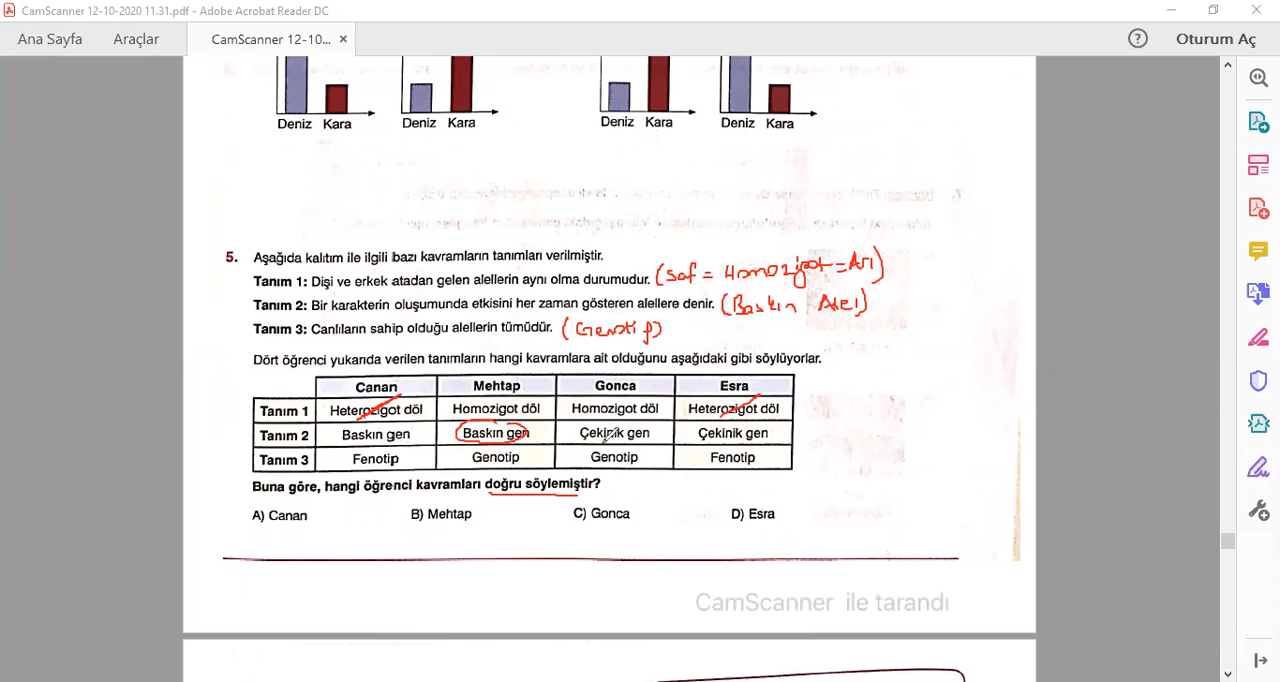 CamScanner 12-10-2020 11.31.pdf - Adobe Acrobat Reader DC
Ana Sayfa Araçlar CamScanner 12-10... × Oturum Aç
Deniz Kara Deniz Kara Deniz Kara Deniz Kara
5. Aşağıda kalıtım ile ilgili bazı kavramların tanımları verilmiştir.
Tanım 1: Dişi ve erkek atadan gelen alellerin aynı olma durumudur. (Saf = Homozigot = Arı)
Tanım 2: Bir karakterin oluşumunda etkisini her zaman gösteren alellere denir. (Baskın Alel)
Tanım 3: Canlıların sahip olduğu alellerin tümüdür. (Genotip)
Dört öğrenci yukarıda verilen tanımların hangi kavramlara ait olduğunu aşağıdaki gibi söylüyorlar.
Canan Mehtap Gonca Esra
Tanım 1 Heterozigot döl Homozigot döl Homozigot döl Heterozigot döl
Tanım 2 Baskın gen Baskın gen Çekinik gen Çekinik gen
Tanım 3 Fenotip Genotip Genotip Fenotip
Buna göre, hangi öğrenci kavramları doğru söylemiştir?
A) Canan B) Mehtap C) Gonca D) Esra
CamScanner ile tarandı